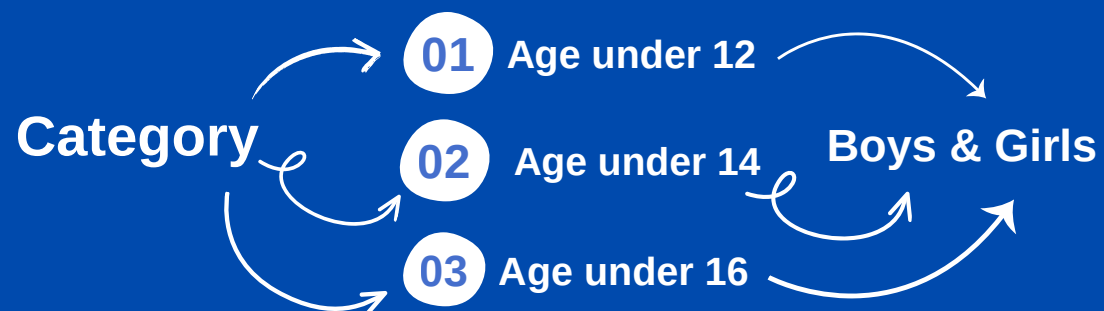 Category
01 Age under 12
02 Age under 14
03 Age under 16
Boys & Girls